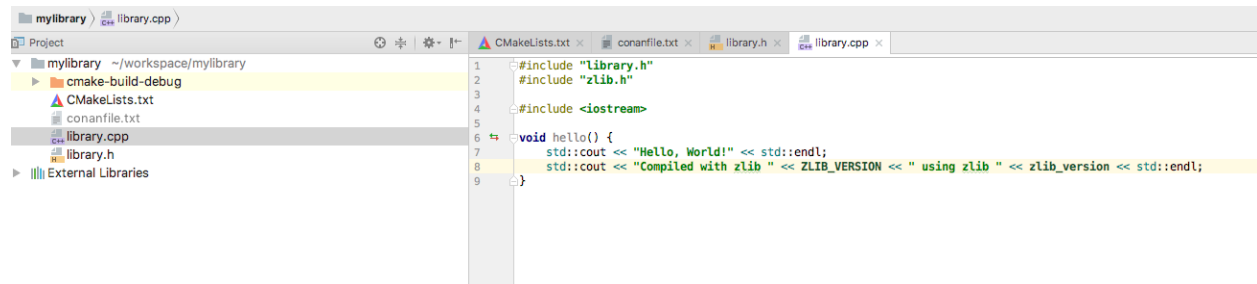 mylibrary library.cpp
Project
CMakeLists.txt conanfile.txt library.h library.cpp
mylibrary ~/workspace/mylibrary
cmake-build-debug
CMakeLists.txt
conanfile.txt
library.cpp
library.h
External Libraries
1 #include "library.h"
2 #include "zlib.h"
3
4 #include <iostream>
5
6 void hello() {
7 std::cout << "Hello, World!" << std::endl;
8 std::cout << "Compiled with zlib " << ZLIB_VERSION << " using zlib " << zlib_version << std::endl;
9 }